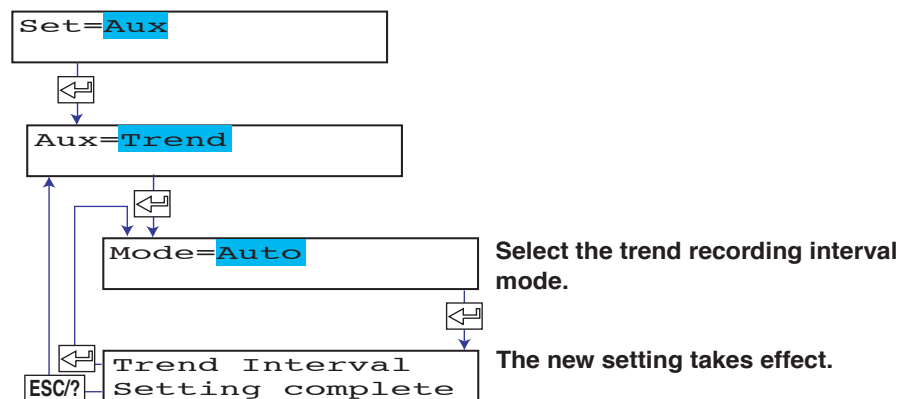 Set=Aux
Aux=Trend
Mode=Auto
Select the trend recording interval
mode.
Trend Interval
Setting complete
The new setting takes effect.
ESC/?